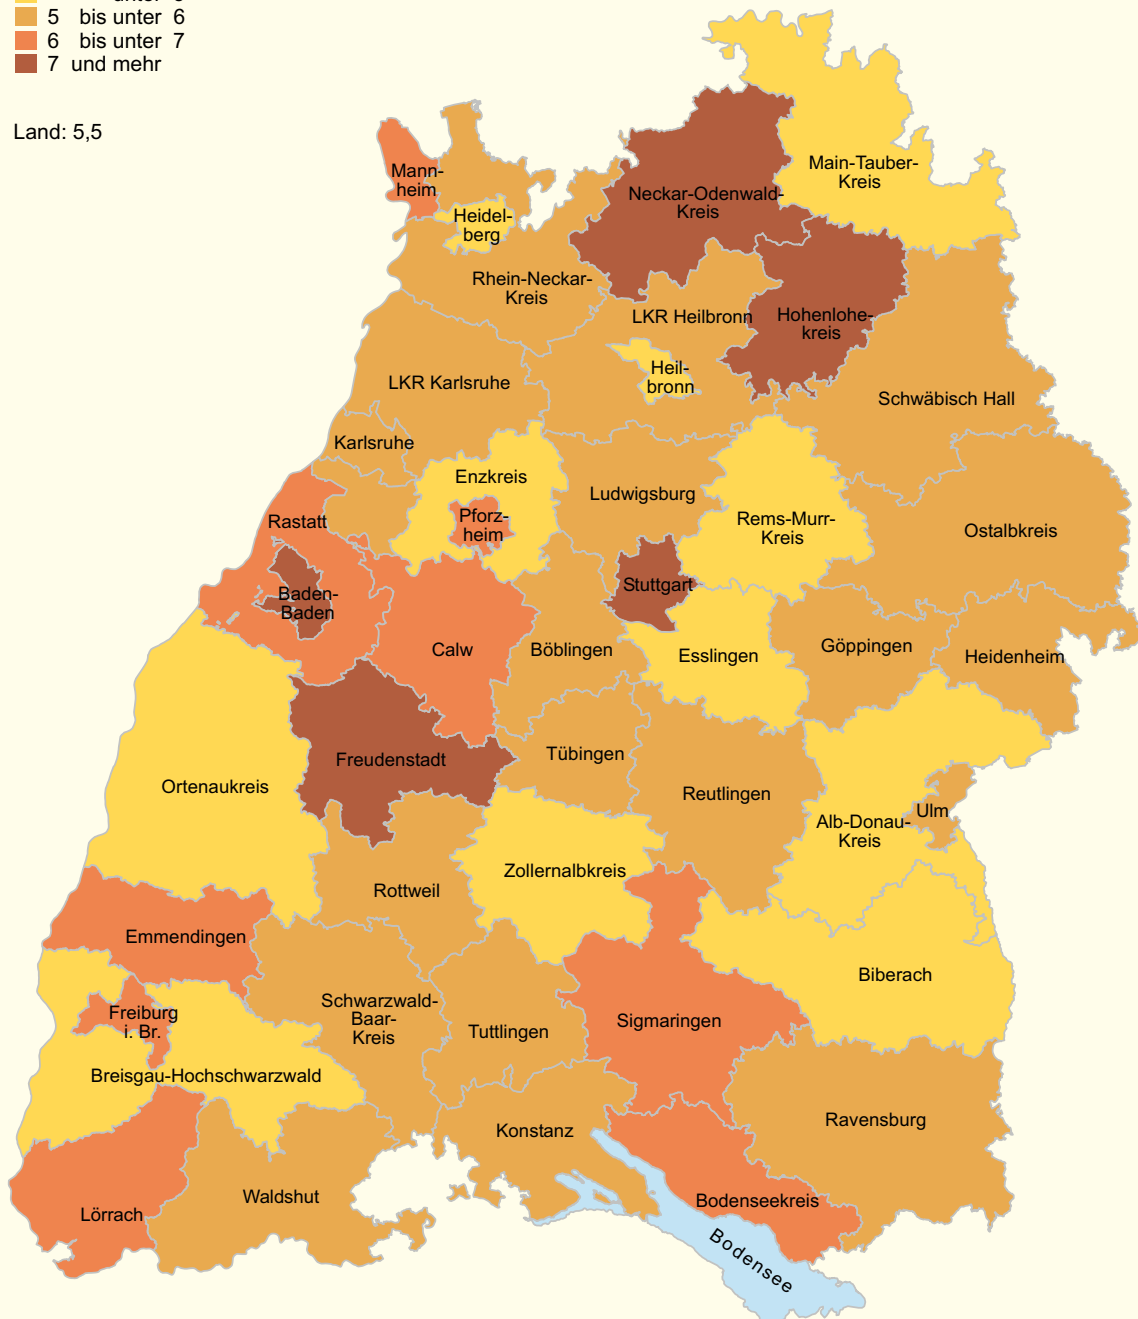 5 bis unter 6
6 bis unter 7
7 und mehr
Land: 5,5
Mann-
heim
Main-Tauber-
Kreis
Neckar-Odenwald-
Kreis
Heidel-
berg
Rhein-Neckar-
Kreis
LKR Heilbronn
Hohenlohe-
kreis
Heil-
bronn
LKR Karlsruhe
Schwäbisch Hall
Karlsruhe
Enzkreis
Ludwigsburg
Pforz-
heim
Rastatt
Rems-Murr-
Kreis
Ostalbkreis
Stuttgart
Baden-
Baden
Calw
Böblingen
Esslingen
Göppingen
Heidenheim
Freudenstadt
Tübingen
Ortenaukreis
Reutlingen
Ulm
Alb-Donau-
Kreis
Zollernalbkreis
Rottweil
Emmendingen
Biberach
Schwarzwald-
Baar-
Kreis
Freiburg
i. Br.
Tuttlingen
Sigmaringen
Breisgau-Hochschwarzwald
Konstanz
Ravensburg
Waldshut
Bodenseekreis
Lörrach
Bodensee